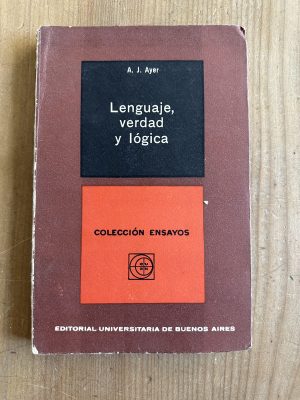 A. J. Ayer
Lenguaje,
verdad
y lógica
COLECCIÓN ENSAYOS
EDITORIAL UNIVERSITARIA DE BUENOS AIRES